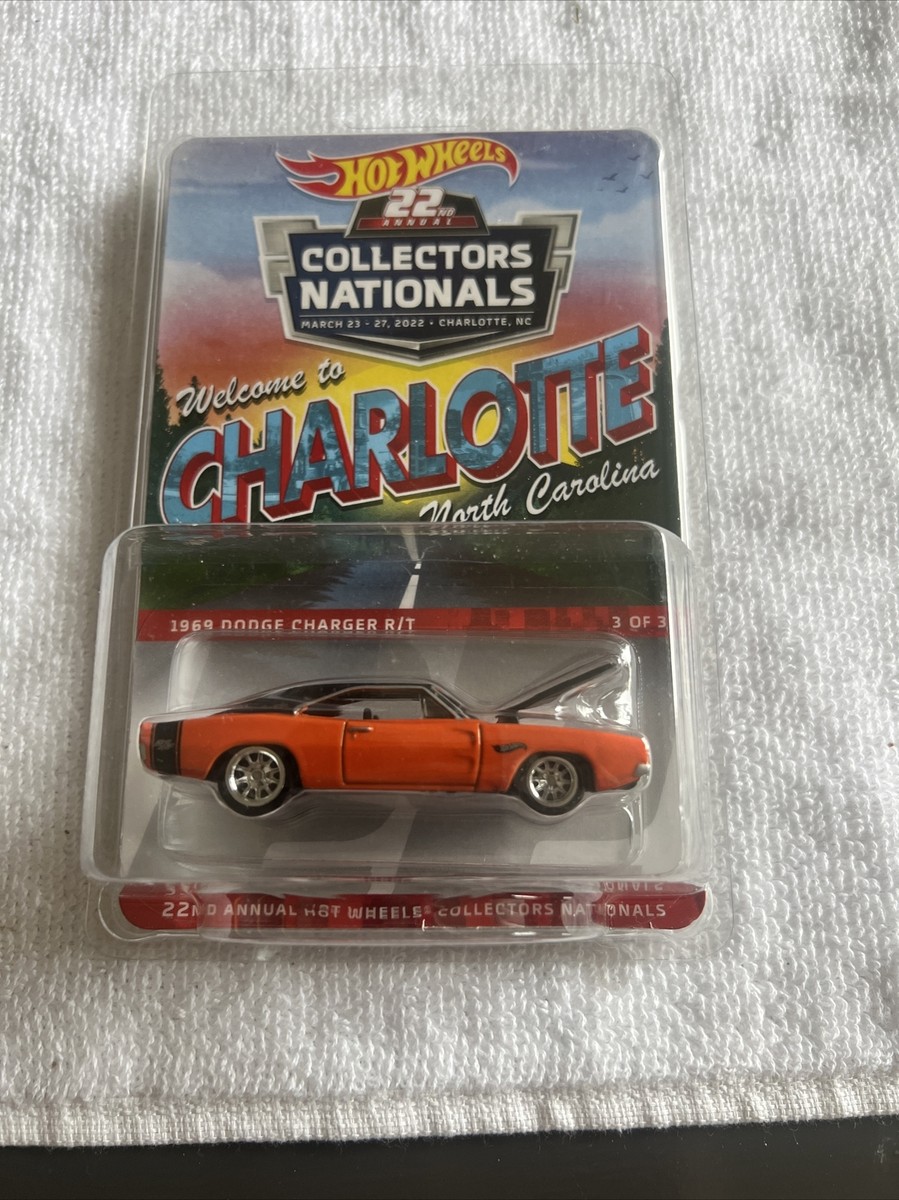 HOT WHEELS
22ND
ANNUAL
COLLECTORS
NATIONALS
MARCH 23 - 27, 2022 • CHARLOTTE, NC
Welcome to
CHARLOTTE
North Carolina
1969 DODGE CHARGER R/T 3 OF 3
22ND ANNUAL HOT WHEELS® COLLECTORS NATIONALS